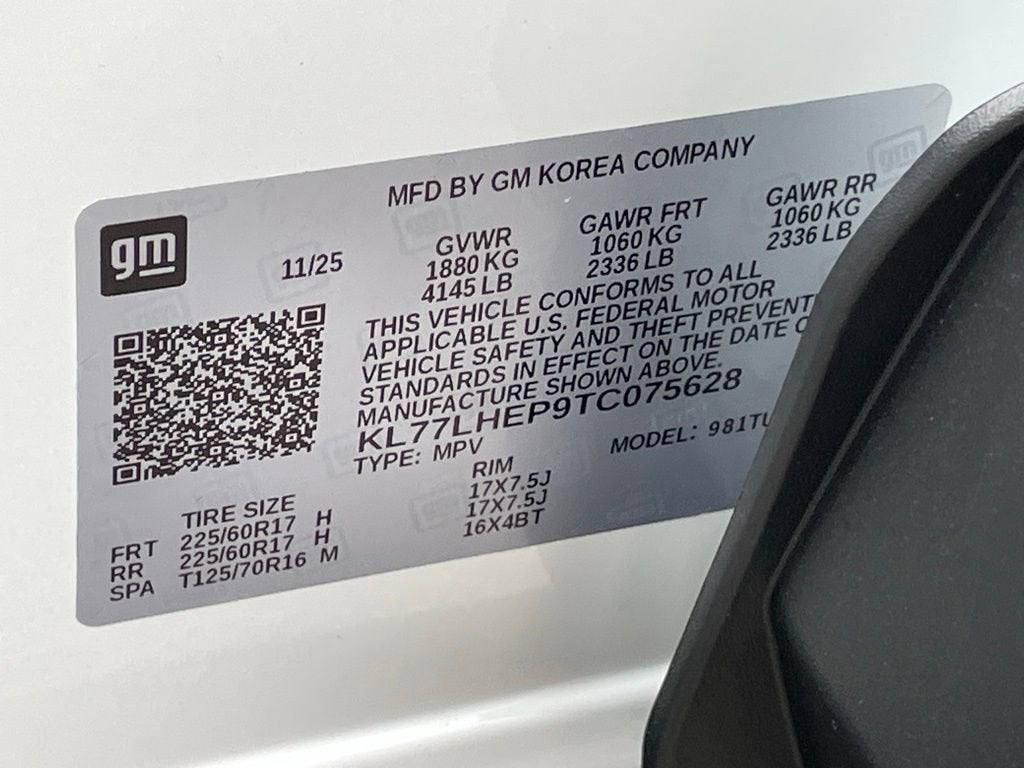 MFD BY GM KOREA COMPANY
gm
11/25
GVWR
1880 KG
4145 LB
GAWR FRT
1060 KG
2336 LB
GAWR RR
1060 KG
2336 LB
THIS VEHICLE CONFORMS TO ALL
APPLICABLE U.S. FEDERAL MOTOR
VEHICLE SAFETY AND THEFT PREVENT
STANDARDS IN EFFECT ON THE DATE
MANUFACTURE SHOWN ABOVE.
KL77LHEP9TC075628
TYPE: MPV MODEL: 981TU
TIRE SIZE RIM
FRT 225/60R17 H 17X7.5J
RR 225/60R17 H 17X7.5J
SPA T125/70R16 M 16X4BT